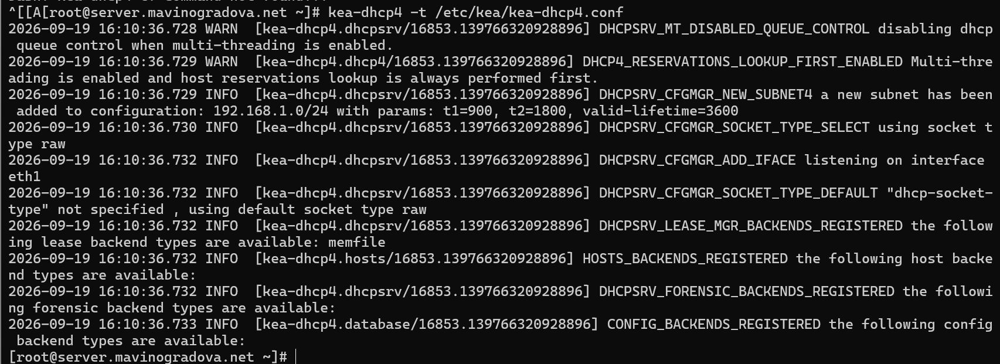 ^[[A[root@server.mavinogradova.net ~]# kea-dhcp4 -t /etc/kea/kea-dhcp4.conf
2026-09-19 16:10:36.728 WARN  [kea-dhcp4.dhcpsrv/16853.139766320928896] DHCPSRV_MT_DISABLED_QUEUE_CONTROL disabling dhcp
 queue control when multi-threading is enabled.
2026-09-19 16:10:36.729 WARN  [kea-dhcp4.dhcp4/16853.139766320928896] DHCP4_RESERVATIONS_LOOKUP_FIRST_ENABLED Multi-thre
ading is enabled and host reservations lookup is always performed first.
2026-09-19 16:10:36.729 INFO  [kea-dhcp4.dhcpsrv/16853.139766320928896] DHCPSRV_CFGMGR_NEW_SUBNET4 a new subnet has been
 added to configuration: 192.168.1.0/24 with params: t1=900, t2=1800, valid-lifetime=3600
2026-09-19 16:10:36.730 INFO  [kea-dhcp4.dhcpsrv/16853.139766320928896] DHCPSRV_CFGMGR_SOCKET_TYPE_SELECT using socket t
ype raw
2026-09-19 16:10:36.732 INFO  [kea-dhcp4.dhcpsrv/16853.139766320928896] DHCPSRV_CFGMGR_ADD_IFACE listening on interface
eth1
2026-09-19 16:10:36.732 INFO  [kea-dhcp4.dhcpsrv/16853.139766320928896] DHCPSRV_CFGMGR_SOCKET_TYPE_DEFAULT "dhcp-socket-
type" not specified , using default socket type raw
2026-09-19 16:10:36.732 INFO  [kea-dhcp4.dhcpsrv/16853.139766320928896] DHCPSRV_LEASE_MGR_BACKENDS_REGISTERED the follow
ing lease backend types are available: memfile
2026-09-19 16:10:36.732 INFO  [kea-dhcp4.hosts/16853.139766320928896] HOSTS_BACKENDS_REGISTERED the following host backe
nd types are available:
2026-09-19 16:10:36.732 INFO  [kea-dhcp4.dhcpsrv/16853.139766320928896] DHCPSRV_FORENSIC_BACKENDS_REGISTERED the followi
ng forensic backend types are available:
2026-09-19 16:10:36.733 INFO  [kea-dhcp4.database/16853.139766320928896] CONFIG_BACKENDS_REGISTERED the following config
 backend types are available:
[root@server.mavinogradova.net ~]#